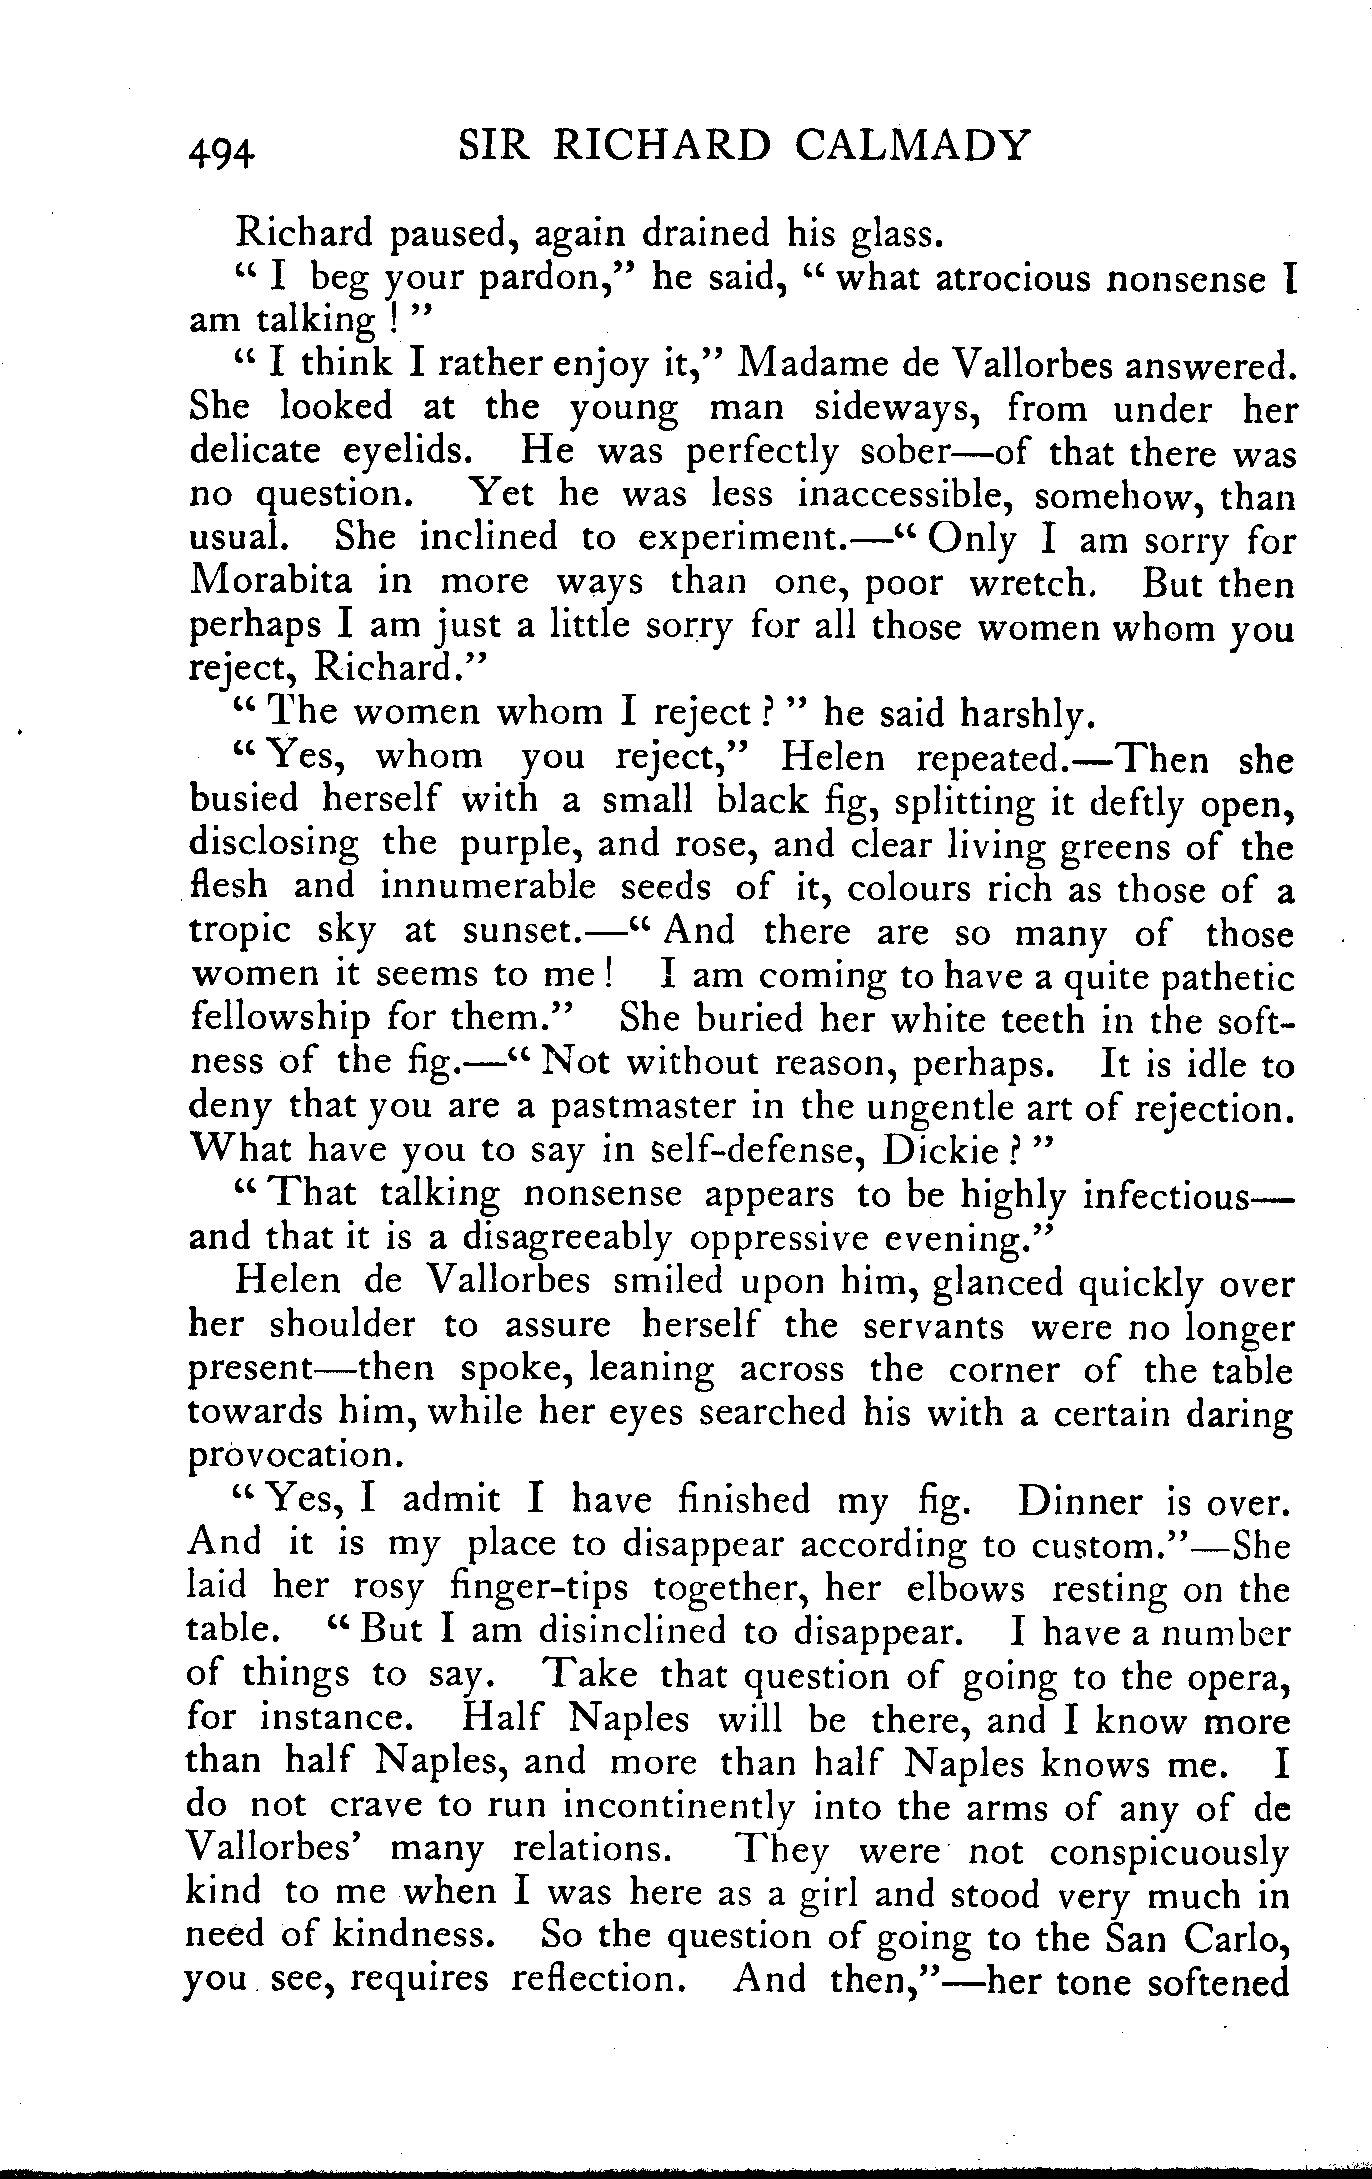 494 SIR RICHARD CALMADY
Richard paused, again drained his glass.
“ I beg your pardon,” he said, “ what atrocious nonsense I
am talking ! ”
“ I think I rather enjoy it,” Madame de Vallorbes answered.
She looked at the young man sideways, from under her
delicate eyelids. He was perfectly sober—of that there was
no question. Yet he was less inaccessible, somehow, than
usual. She inclined to experiment.—“ Only I am sorry for
Morabita in more ways than one, poor wretch. But then
perhaps I am just a little sorry for all those women whom you
reject, Richard.”
“ The women whom I reject ? ” he said harshly.
“ Yes, whom you reject,” Helen repeated.—Then she
busied herself with a small black fig, splitting it deftly open,
disclosing the purple, and rose, and clear living greens of the
flesh and innumerable seeds of it, colours rich as those of a
tropic sky at sunset.—“ And there are so many of those
women it seems to me ! I am coming to have a quite pathetic
fellowship for them.” She buried her white teeth in the soft-
ness of the fig.—“ Not without reason, perhaps. It is idle to
deny that you are a pastmaster in the ungentle art of rejection.
What have you to say in self-defense, Dickie ? ”
“ That talking nonsense appears to be highly infectious—
and that it is a disagreeably oppressive evening.”
Helen de Vallorbes smiled upon him, glanced quickly over
her shoulder to assure herself the servants were no longer
present—then spoke, leaning across the corner of the table
towards him, while her eyes searched his with a certain daring
provocation.
“ Yes, I admit I have finished my fig. Dinner is over.
And it is my place to disappear according to custom.”—She
laid her rosy finger-tips together, her elbows resting on the
table. “ But I am disinclined to disappear. I have a number
of things to say. Take that question of going to the opera,
for instance. Half Naples will be there, and I know more
than half Naples, and more than half Naples knows me. I
do not crave to run incontinently into the arms of any of de
Vallorbes’ many relations. They were not conspicuously
kind to me when I was here as a girl and stood very much in
need of kindness. So the question of going to the San Carlo,
you see, requires reflection. And then,”—her tone softened